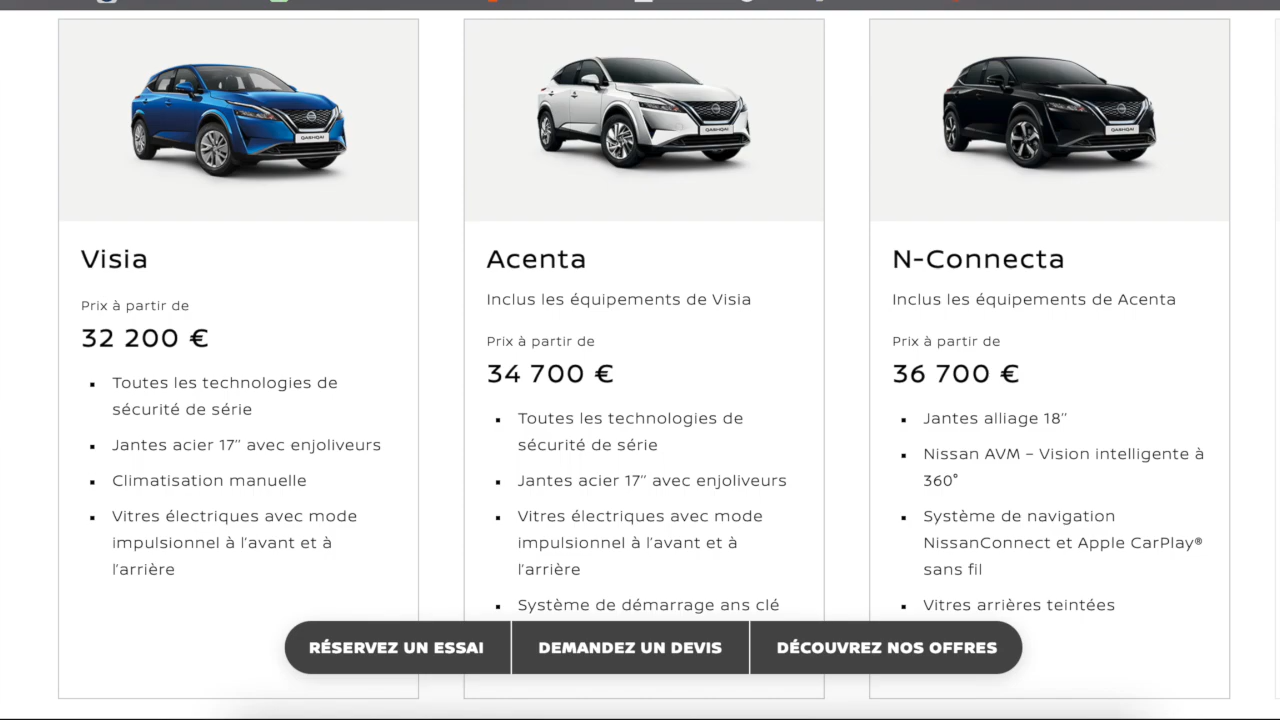 QASHQAI
QASHQAI
QASHQAI
Visia
Prix à partir de
32 200 €
▪ Toutes les technologies de
sécurité de série
▪ Jantes acier 17’’ avec enjoliveurs
▪ Climatisation manuelle
▪ Vitres électriques avec mode
impulsionnel à l’avant et à
l’arrière
Acenta
Inclus les équipements de Visia
Prix à partir de
34 700 €
▪ Toutes les technologies de
sécurité de série
▪ Jantes acier 17’’ avec enjoliveurs
▪ Vitres électriques avec mode
impulsionnel à l’avant et à
l’arrière
▪ Système de démarrage ans clé
N-Connecta
Inclus les équipements de Acenta
Prix à partir de
36 700 €
▪ Jantes alliage 18’’
▪ Nissan AVM – Vision intelligente à
360°
▪ Système de navigation
NissanConnect et Apple CarPlay®
sans fil
▪ Vitres arrières teintées
RÉSERVEZ UN ESSAI
DEMANDEZ UN DEVIS
DÉCOUVREZ NOS OFFRES